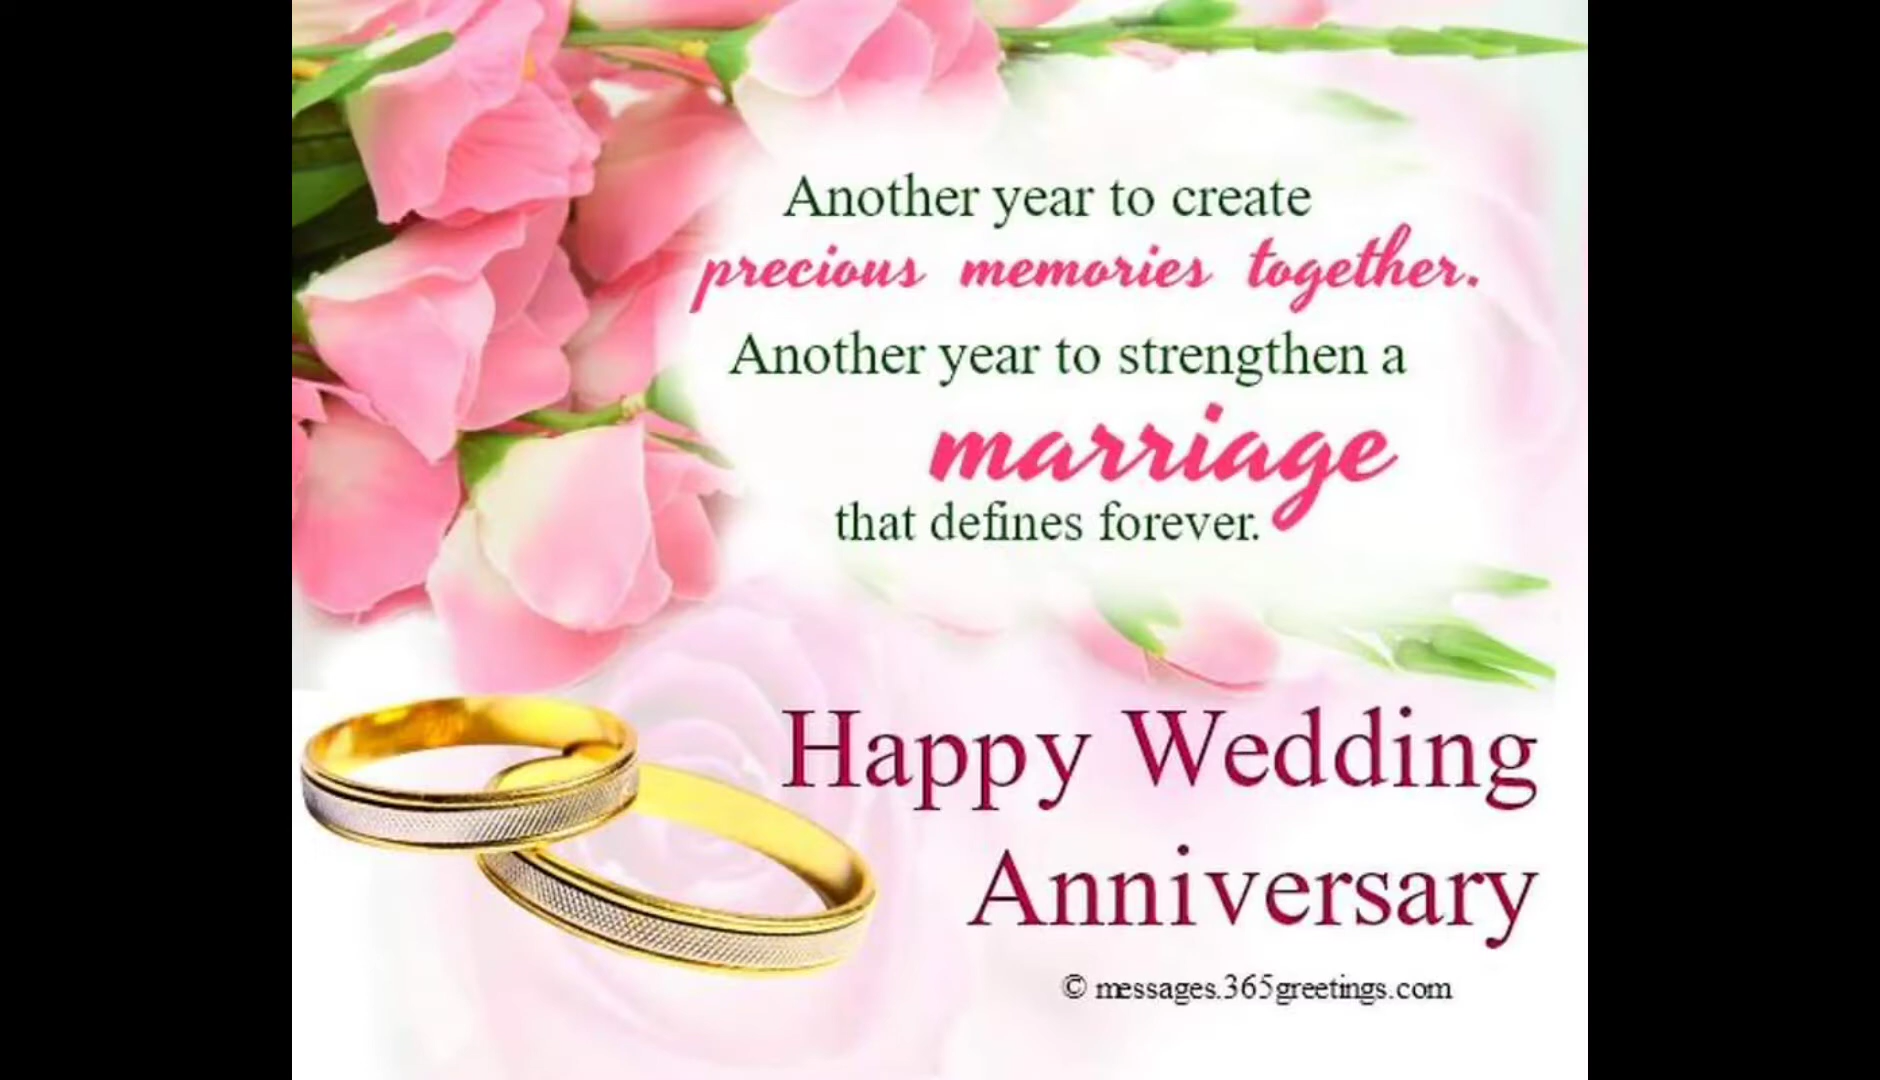 Another year to create
precious memories together.
Another year to strengthen a
marriage
that defines forever.
Happy Wedding
Anniversary
© messages.365greetings.com